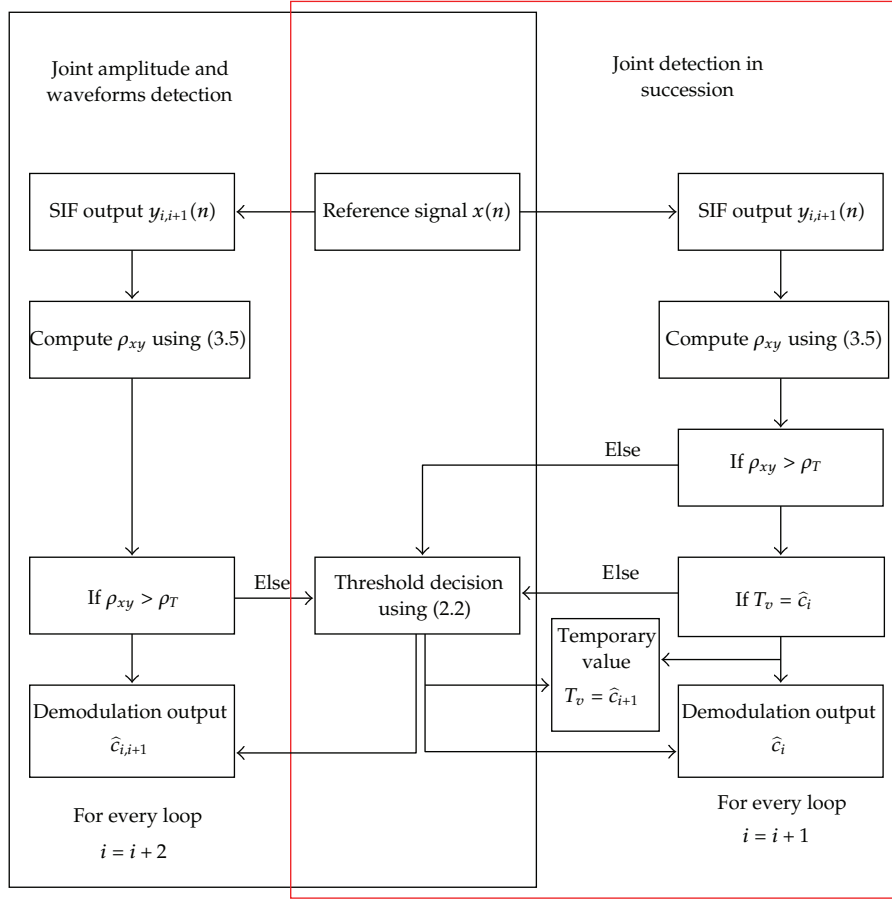 Joint amplitude and
waveforms detection
Joint detection in
succession
SIF output y_{i,i+1}(n)
Reference signal x(n)
SIF output y_{i,i+1}(n)
Compute ρ_{xy} using (3.5)
Compute ρ_{xy} using (3.5)
Else
If ρ_{xy} > ρ_T
If ρ_{xy} > ρ_T
Else
Threshold decision
using (2.2)
Else
If T_v = ĉ_i
Temporary
value
T_v = ĉ_{i+1}
Demodulation output
ĉ_{i,i+1}
Demodulation output
ĉ_i
For every loop
i = i + 2
For every loop
i = i + 1